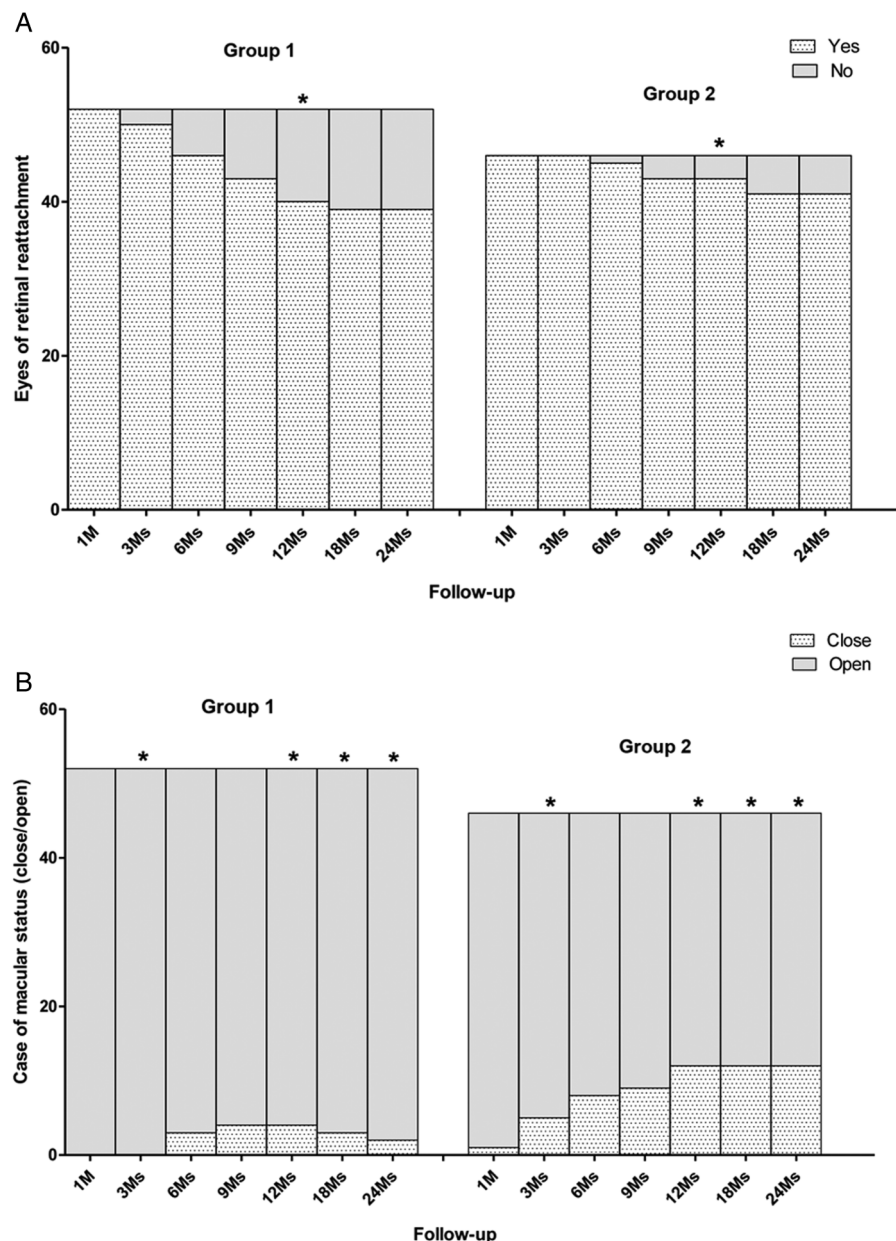 A
60
Group 1
Yes
No
Group 2
*
*
40
20
0
Eyes of retinal reattachment
1M 3Ms 6Ms 9Ms 12Ms 18Ms 24Ms 1M 3Ms 6Ms 9Ms 12Ms 18Ms 24Ms
Follow-up
Close
Open
B
60
Group 1
Group 2
* * * *
* * * *
40
20
0
Case of macular status (close/open)
1M 3Ms 6Ms 9Ms 12Ms 18Ms 24Ms 1M 3Ms 6Ms 9Ms 12Ms 18Ms 24Ms
Follow-up